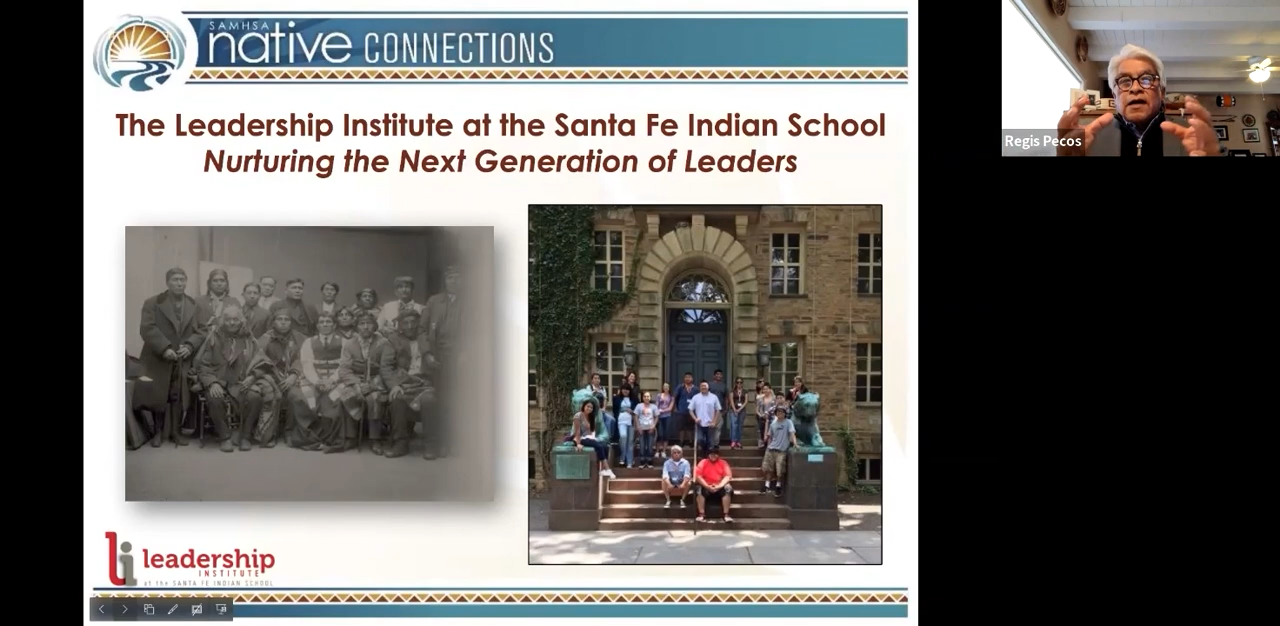 SAMHSA
native CONNECTIONS
The Leadership Institute at the Santa Fe Indian School
Nurturing the Next Generation of Leaders
Regis Pecos
li leadership
INSTITUTE
at the SANTA FE INDIAN SCHOOL